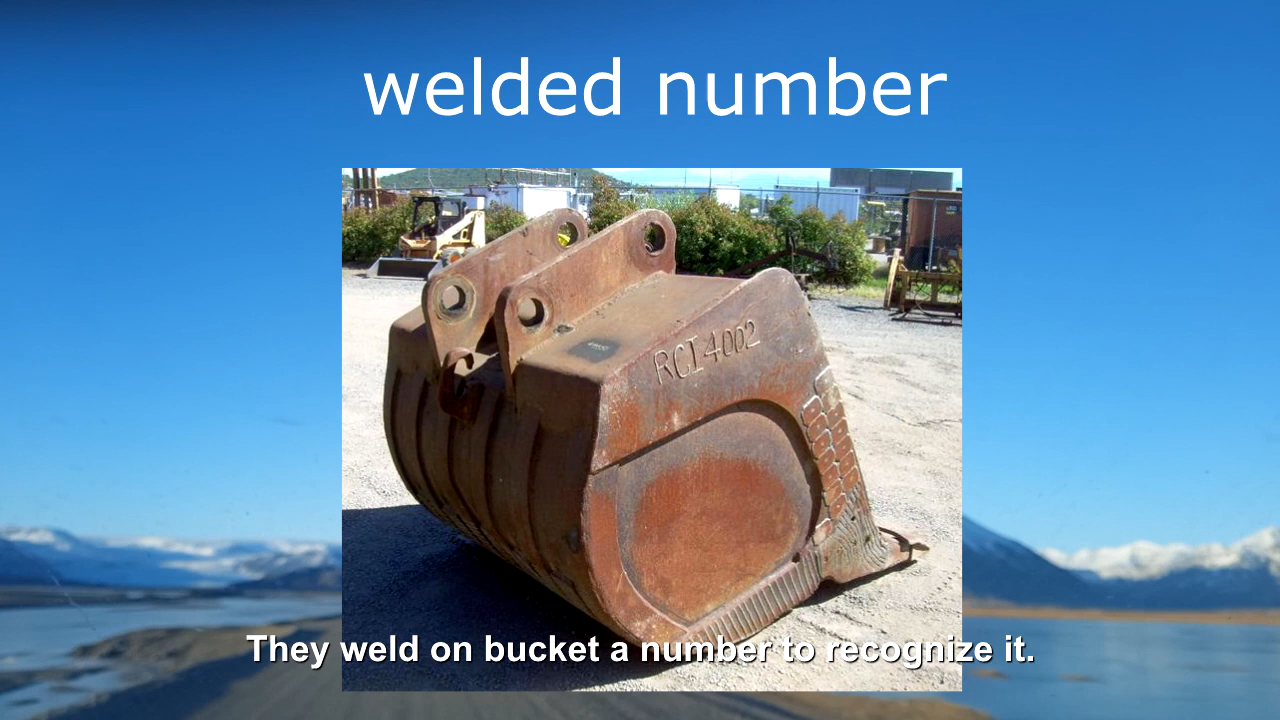 welded number
RCI 4002
They weld on bucket a number to recognize it.